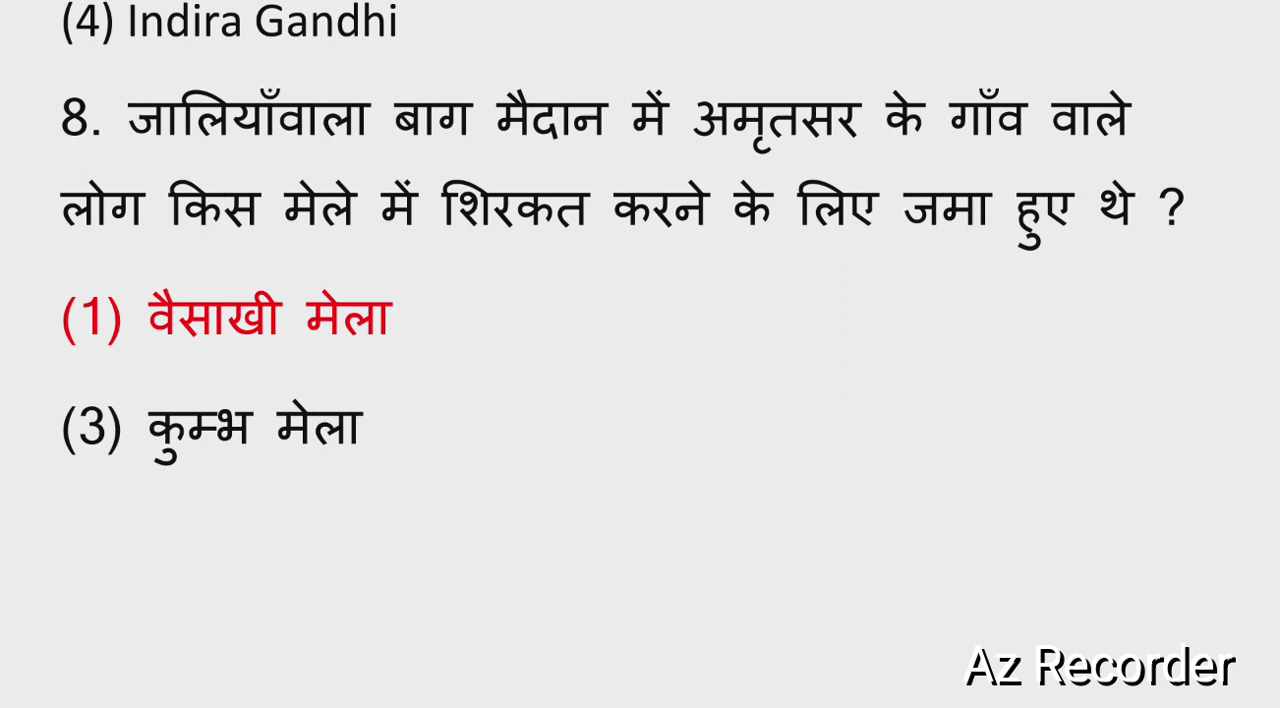 (4) Indira Gandhi
8. जालियाँवाला बाग मैदान में अमृतसर के गाँव वाले
लोग किस मेले में शिरकत करने के लिए जमा हुए थे ?
(1) वैसाखी मेला
(3) कुम्भ मेला
Az Recorder